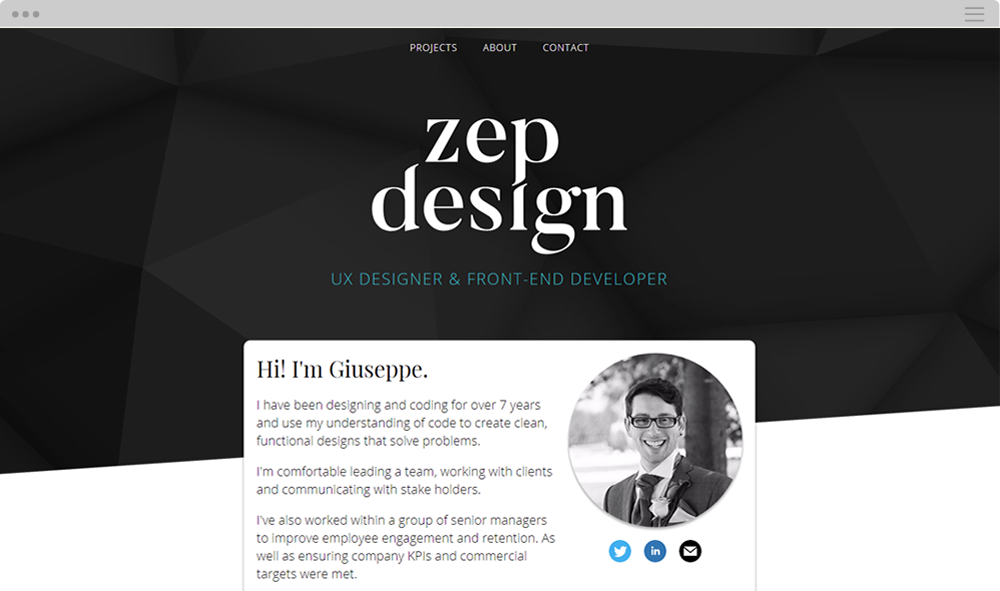 PROJECTS ABOUT CONTACT
zep
design
UX DESIGNER & FRONT-END DEVELOPER
Hi! I'm Giuseppe.
I have been designing and coding for over 7 years
and use my understanding of code to create clean,
functional designs that solve problems.
I'm comfortable leading a team, working with clients
and communicating with stake holders.
I've also worked within a group of senior managers
to improve employee engagement and retention. As
well as ensuring company KPIs and commercial
targets were met.
in